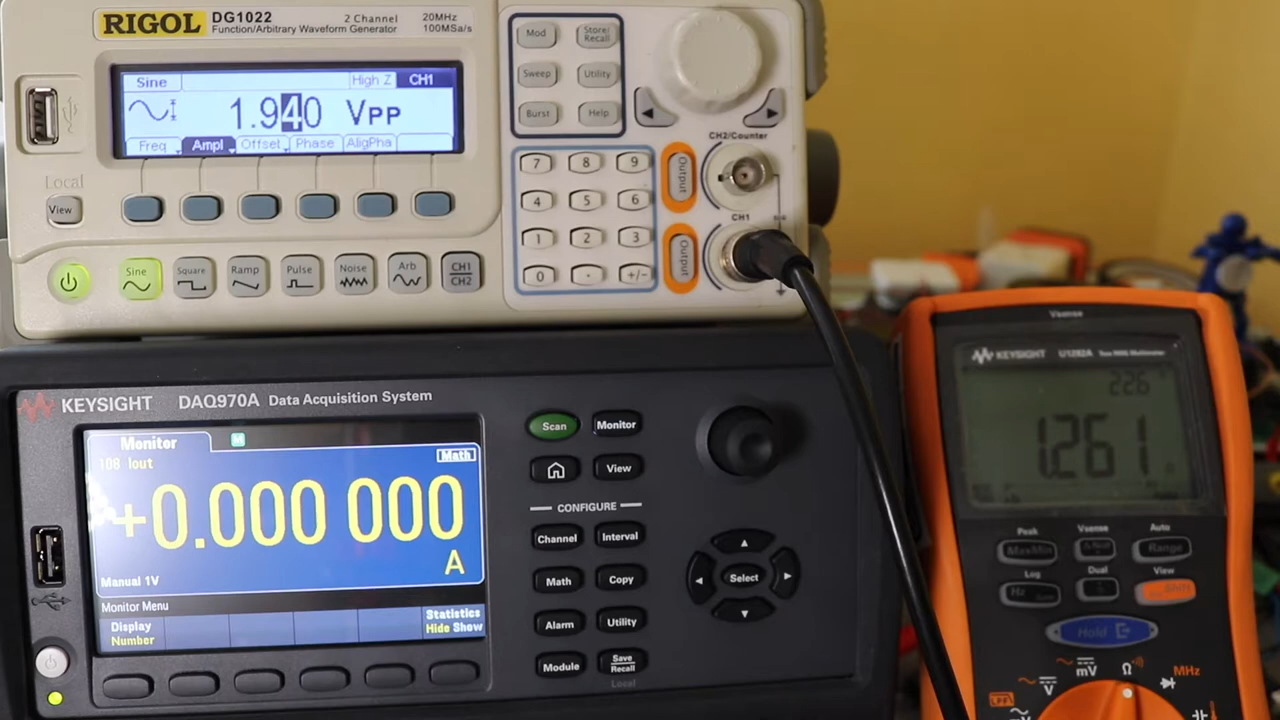 RIGOL DG1022 2 Channel 20MHz
Function/Arbitrary Waveform Generator 100MSa/s
Sine High Z CH1
1.940 VPP
Freq Ampl Offset Phase AligPha
Local
View
Sine Square Ramp Pulse Noise Arb CH1
CH2
Mod Store/
Recall
Sweep Utility
Burst Help
7 8 9
4 5 6
1 2 3
0 . +/-
Output
Output
CH2/Counter
CH1
KEYSIGHT DAQ970A Data Acquisition System
Monitor M
108 Iout Math
+0.000 000
A
Manual 1V
Monitor Menu
Display
Number
Statistics
Hide Show
Scan Monitor
View
CONFIGURE
Channel Interval
Math Copy
Alarm Utility
Module Save
Recall
Local
Select
Vsense
KEYSIGHT U1282A True RMS Multimeter
22.6
1.261
Peak Vsense Auto
MaxMin Range
Log Dual View
Hz
Hold
mV Ω MHz
V